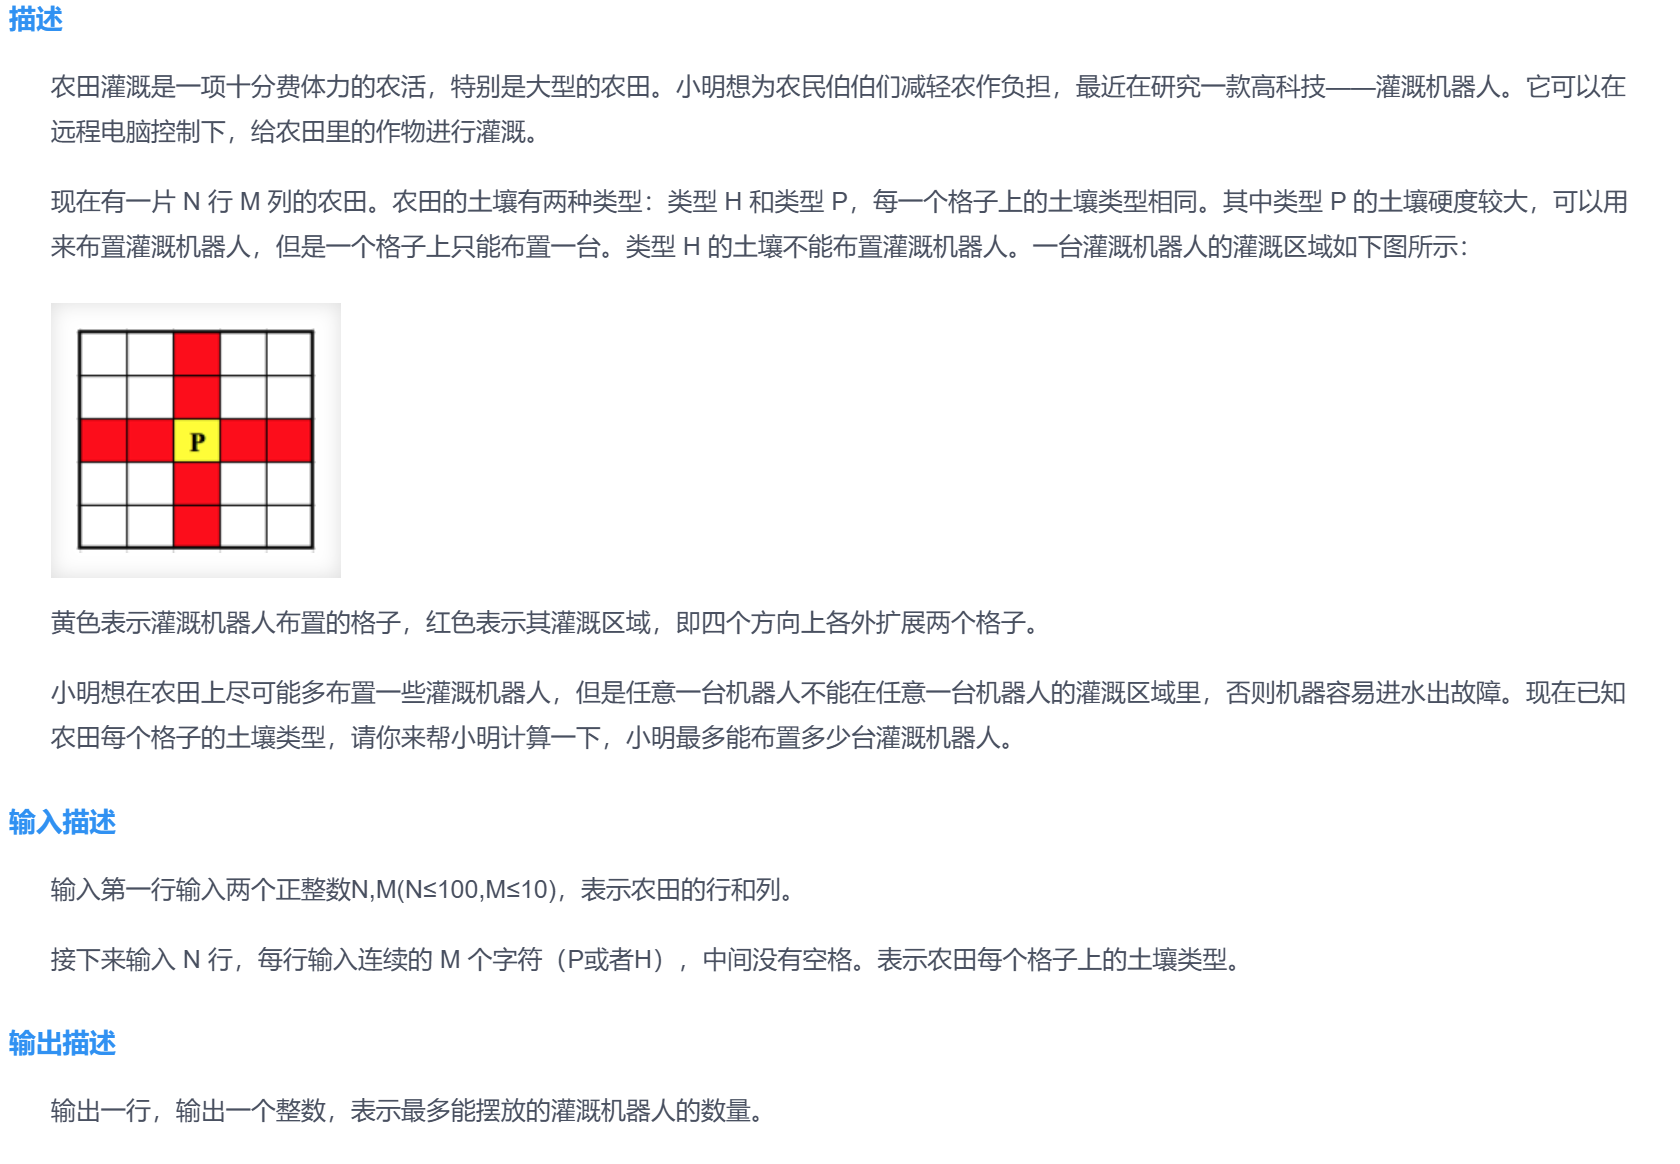 描述
农田灌溉是一项十分费体力的农活，特别是大型的农田。小明想为农民伯伯们减轻农作负担，最近在研究一款高科技——灌溉机器人。它可以在
远程电脑控制下，给农田里的作物进行灌溉。
现在有一片 N 行 M 列的农田。农田的土壤有两种类型：类型 H 和类型 P，每一个格子上的土壤类型相同。其中类型 P 的土壤硬度较大，可以用
来布置灌溉机器人，但是一个格子上只能布置一台。类型 H 的土壤不能布置灌溉机器人。一台灌溉机器人的灌溉区域如下图所示：
P
黄色表示灌溉机器人布置的格子，红色表示其灌溉区域，即四个方向上各外扩展两个格子。
小明想在农田上尽可能多布置一些灌溉机器人，但是任意一台机器人不能在任意一台机器人的灌溉区域里，否则机器容易进水出故障。现在已知
农田每个格子的土壤类型，请你来帮小明计算一下，小明最多能布置多少台灌溉机器人。
输入描述
输入第一行输入两个正整数N,M(N≤100,M≤10)，表示农田的行和列。
接下来输入 N 行，每行输入连续的 M 个字符（P或者H），中间没有空格。表示农田每个格子上的土壤类型。
输出描述
输出一行，输出一个整数，表示最多能摆放的灌溉机器人的数量。